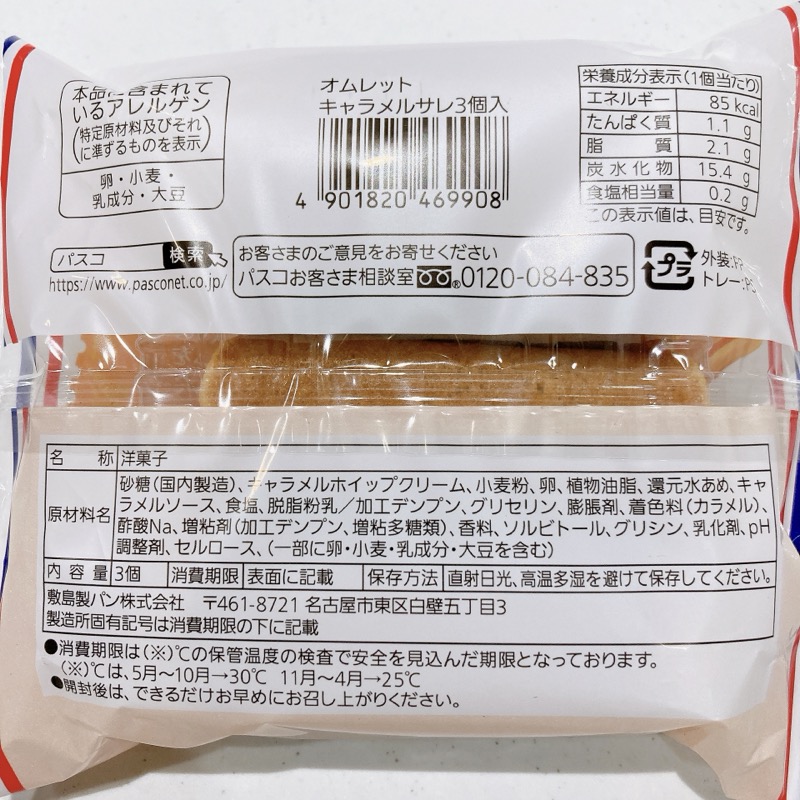 本品に含まれて
いるアレルゲン
(特定原材料及びそれ
に準ずるものを表示)
卵・小麦・
乳成分・大豆
オムレット
キャラメルサレ3個入
4 901820 469908
栄養成分表示(1個当たり)
エネルギー 85 kcal
たんぱく質 1.1 g
脂質 2.1 g
炭水化物 15.4 g
食塩相当量 0.2 g
この表示値は、目安です。
パスコ 検索
https://www.pasconet.co.jp/
お客さまのご意見をお寄せください
パスコお客さま相談室 ®0120-084-835
プラ
外装:
トレー:
名称 洋菓子
原材料名
砂糖(国内製造)、キャラメルホイップクリーム、小麦粉、卵、植物油脂、還元水あめ、キャ
ラメルソース、食塩、脱脂粉乳/加工デンプン、グリセリン、膨脹剤、着色料(カラメル)、
酢酸Na、増粘剤(加工デンプン、増粘多糖類)、香料、ソルビトール、グリシン、乳化剤、pH
調整剤、セルロース、(一部に卵・小麦・乳成分・大豆を含む)
内容量 3個 消費期限 表面に記載 保存方法 直射日光、高温多湿を避けて保存してください。
敷島製パン株式会社 〒461-8721 名古屋市東区白壁五丁目3
製造所固有記号は消費期限の下に記載
●消費期限は(※)℃の保管温度の検査で安全を見込んだ期限となっております。
(※)℃は、5月~10月→30℃ 11月~4月→25℃
●開封後は、できるだけお早めにお召し上がりください。